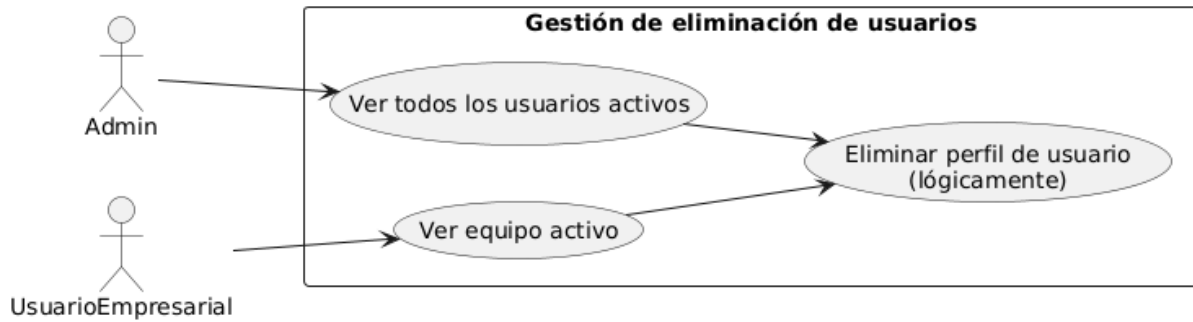 Gestión de eliminación de usuarios
Ver todos los usuarios activos
Admin
Eliminar perfil de usuario
(lógicamente)
Ver equipo activo
UsuarioEmpresarial